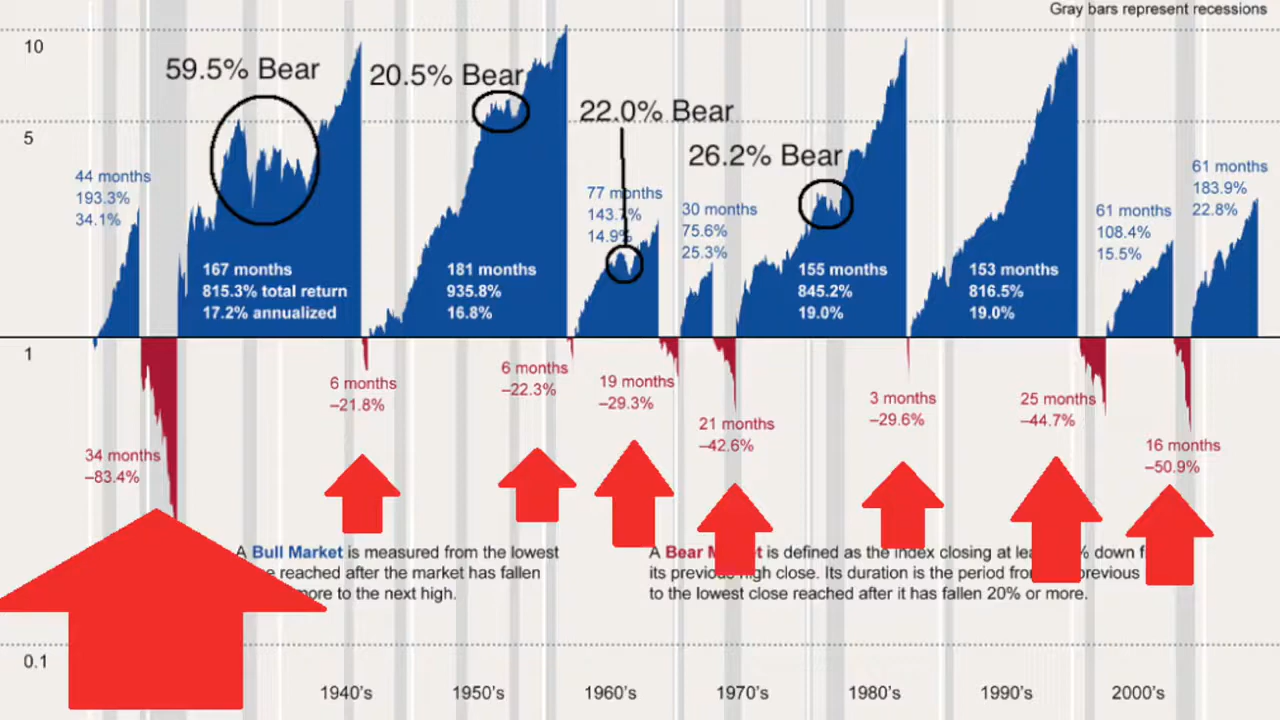 Gray bars represent recessions
10
59.5% Bear
20.5% Bear
22.0% Bear
5
26.2% Bear
44 months
193.3%
34.1%
77 months
143.7%
14.9%
30 months
75.6%
25.3%
61 months
108.4%
15.5%
61 months
183.9%
22.8%
167 months
815.3% total return
17.2% annualized
181 months
935.8%
16.8%
155 months
845.2%
19.0%
153 months
816.5%
19.0%
1
34 months
–83.4%
6 months
–21.8%
6 months
–22.3%
19 months
–29.3%
21 months
–42.6%
3 months
–29.6%
25 months
–44.7%
16 months
–50.9%
A Bull Market is measured from the lowest
reached after the market has fallen
to the next high.
A Bear is defined as the index closing at
its previous high close. Its duration is the period
to the lowest close reached after it has fallen 20% or more.
0.1
1940's
1950's
1960's
1970's
1980's
1990's
2000's